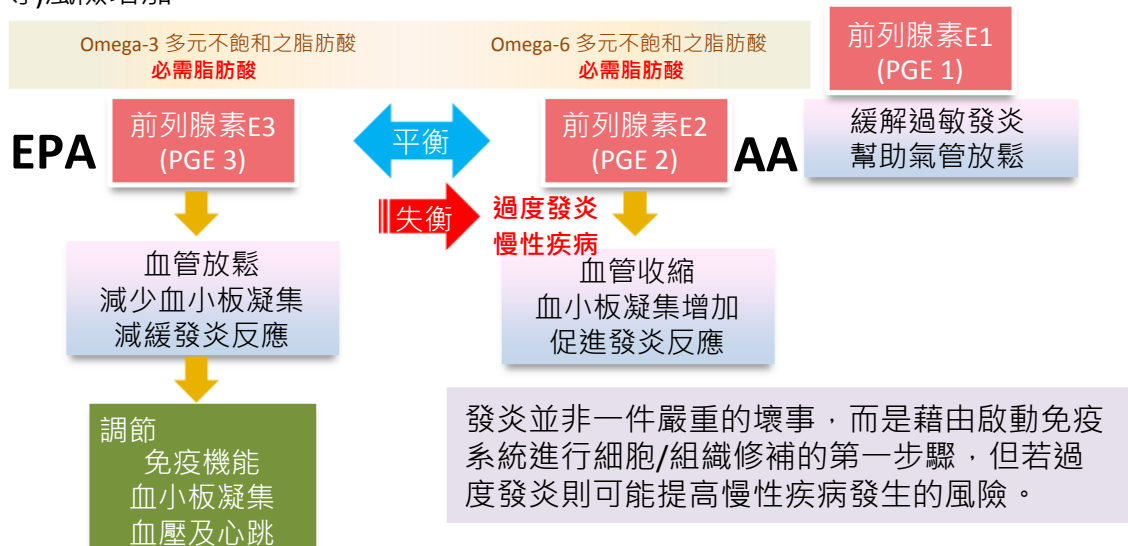 Omega-3 多元不飽和之脂肪酸
必需脂肪酸
Omega-6 多元不飽和之脂肪酸
必需脂肪酸
前列腺素E1
(PGE 1)
緩解過敏發炎
幫助氣管放鬆
EPA
前列腺素E3
(PGE 3)
平衡
前列腺素E2
(PGE 2)
AA
失衡
過度發炎
慢性疾病
血管放鬆
減少血小板凝集
減緩發炎反應
血管收縮
血小板凝集增加
促進發炎反應
調節
免疫機能
血小板凝集
血壓及心跳
發炎並非一件嚴重的壞事，而是藉由啟動免疫
系統進行細胞/組織修補的第一步驟，但若過
度發炎則可能提高慢性疾病發生的風險。